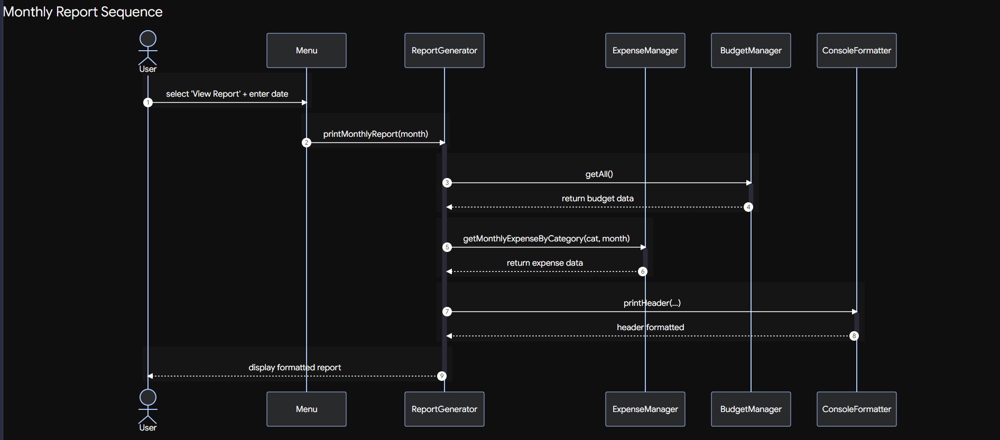 Monthly Report Sequence
User
Menu
ReportGenerator
ExpenseManager
BudgetManager
ConsoleFormatter
select 'View Report' + enter date
1
printMonthlyReport(month)
2
getAll()
3
return budget data
4
getMonthlyExpenseByCategory(cat, month)
5
return expense data
6
printHeader(...)
7
header formatted
8
display formatted report
9
User
Menu
ReportGenerator
ExpenseManager
BudgetManager
ConsoleFormatter